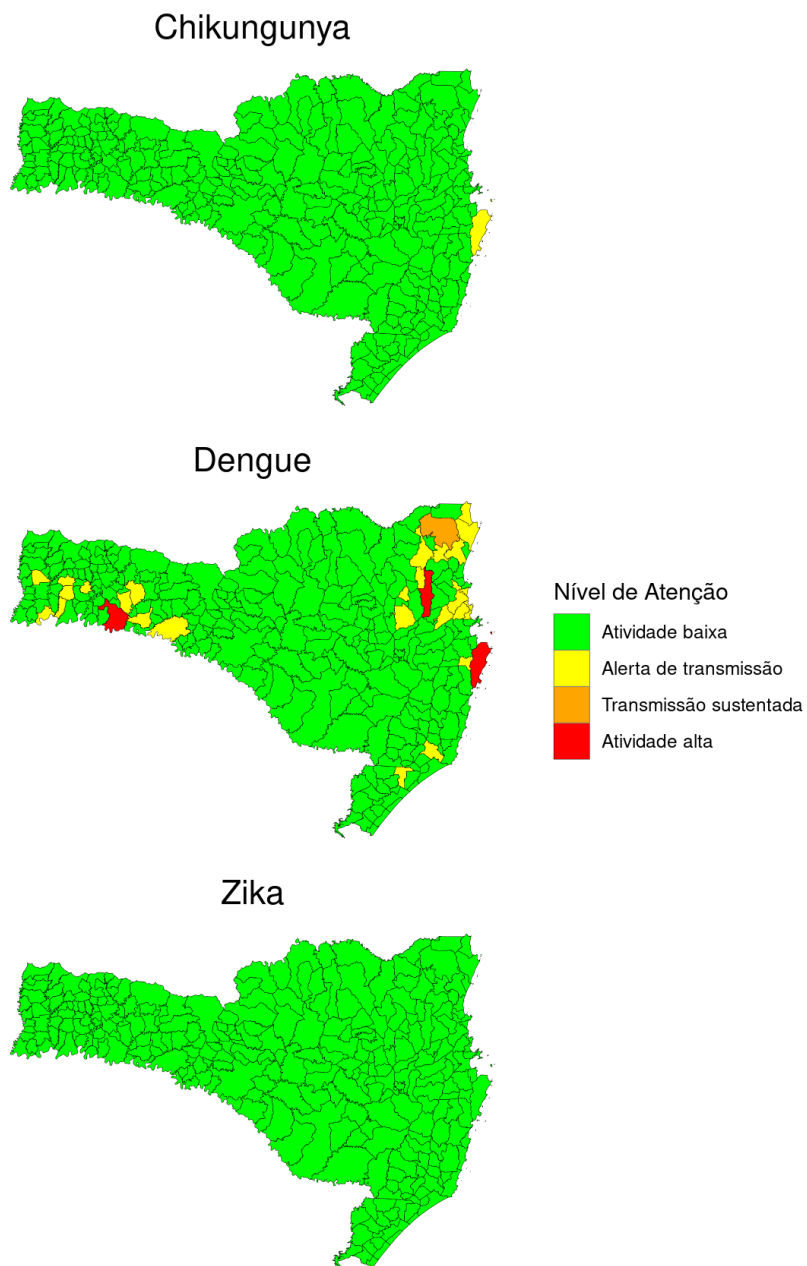 Chikungunya
Dengue
Nível de Atenção
Atividade baixa
Alerta de transmissão
Transmissão sustentada
Atividade alta
Zika